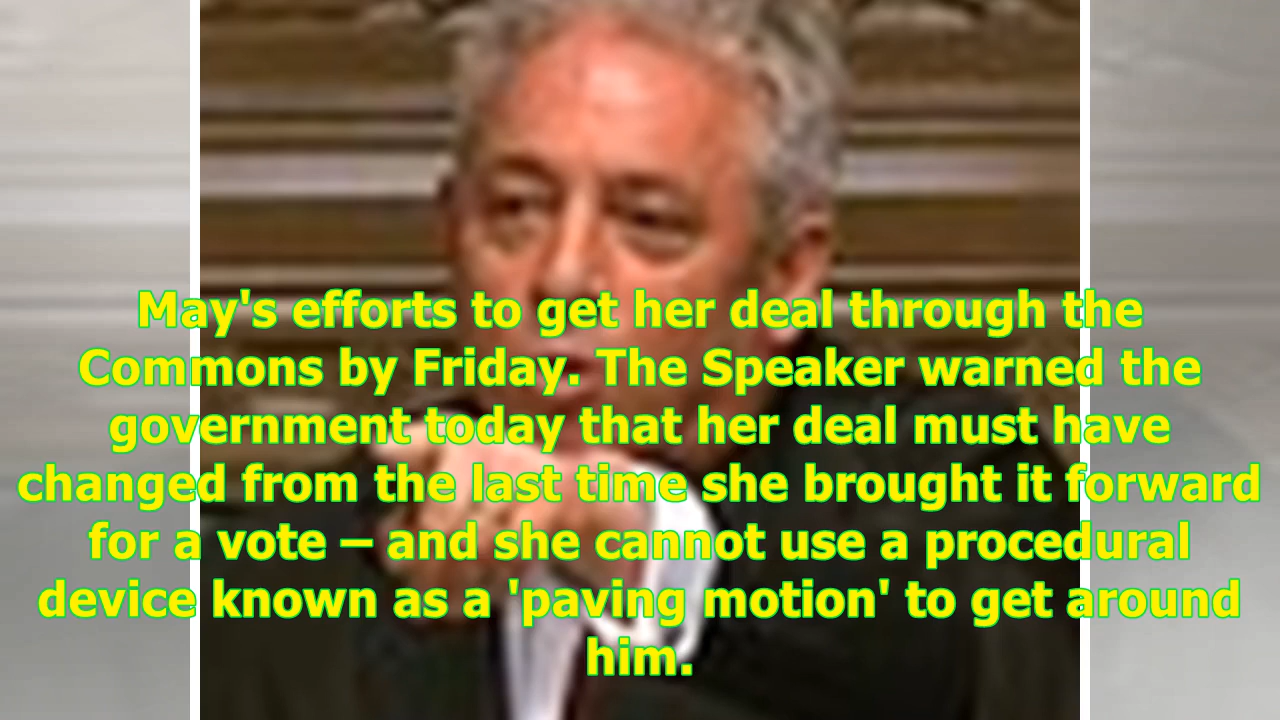 May's efforts to get her deal through the
Commons by Friday. The Speaker warned the
government today that her deal must have
changed from the last time she brought it forward
for a vote – and she cannot use a procedural
device known as a 'paving motion' to get around
him.